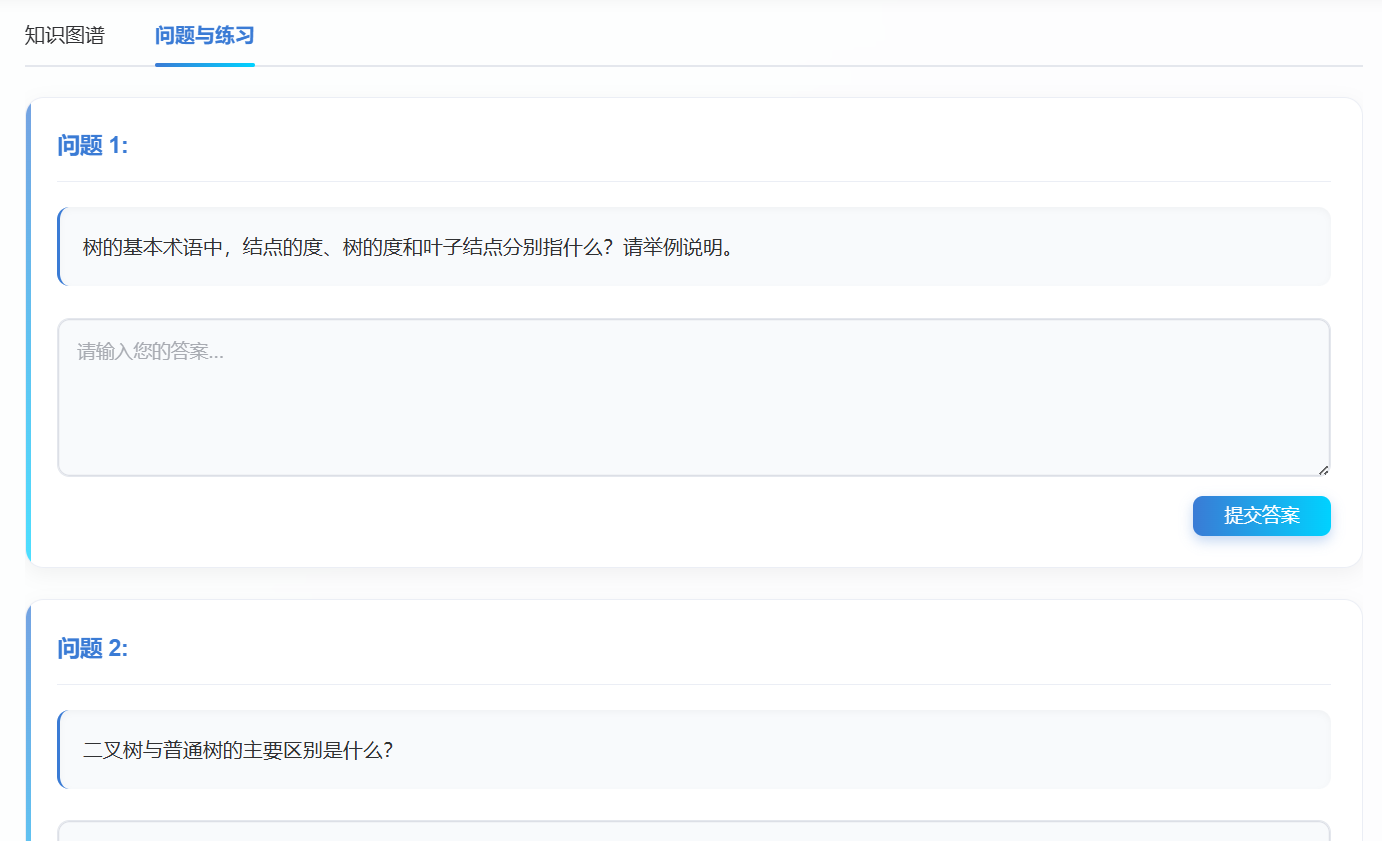 知识图谱 问题与练习
问题 1:
树的基本术语中，结点的度、树的度和叶子结点分别指什么？请举例说明。
请输入您的答案...
提交答案
问题 2:
二叉树与普通树的主要区别是什么？